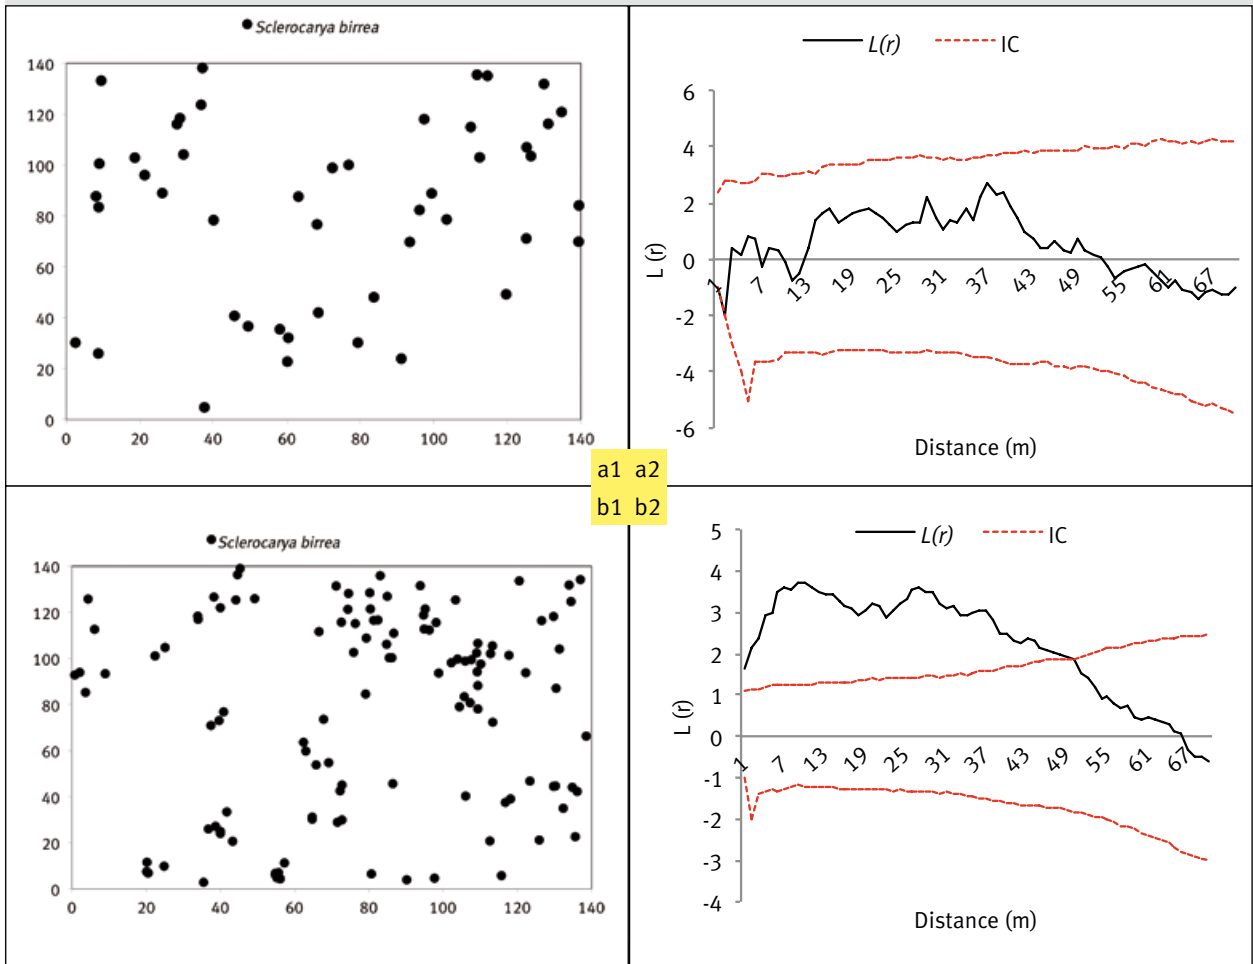 Sclerocarya birrea
140
120
100
80
60
40
20
0
0 20 40 60 80 100 120 140
L(r) IC
6
4
2
0
-2
-4
-6
L (r)
1 7 13 19 25 31 37 43 49 55 61 67
Distance (m)
a1 a2
b1 b2
Sclerocarya birrea
140
120
100
80
60
40
20
0
0 20 40 60 80 100 120 140
L(r) IC
5
4
3
2
1
0
-1
-2
-3
-4
L (r)
1 7 13 19 25 31 37 43 49 55 61 67
Distance (m)